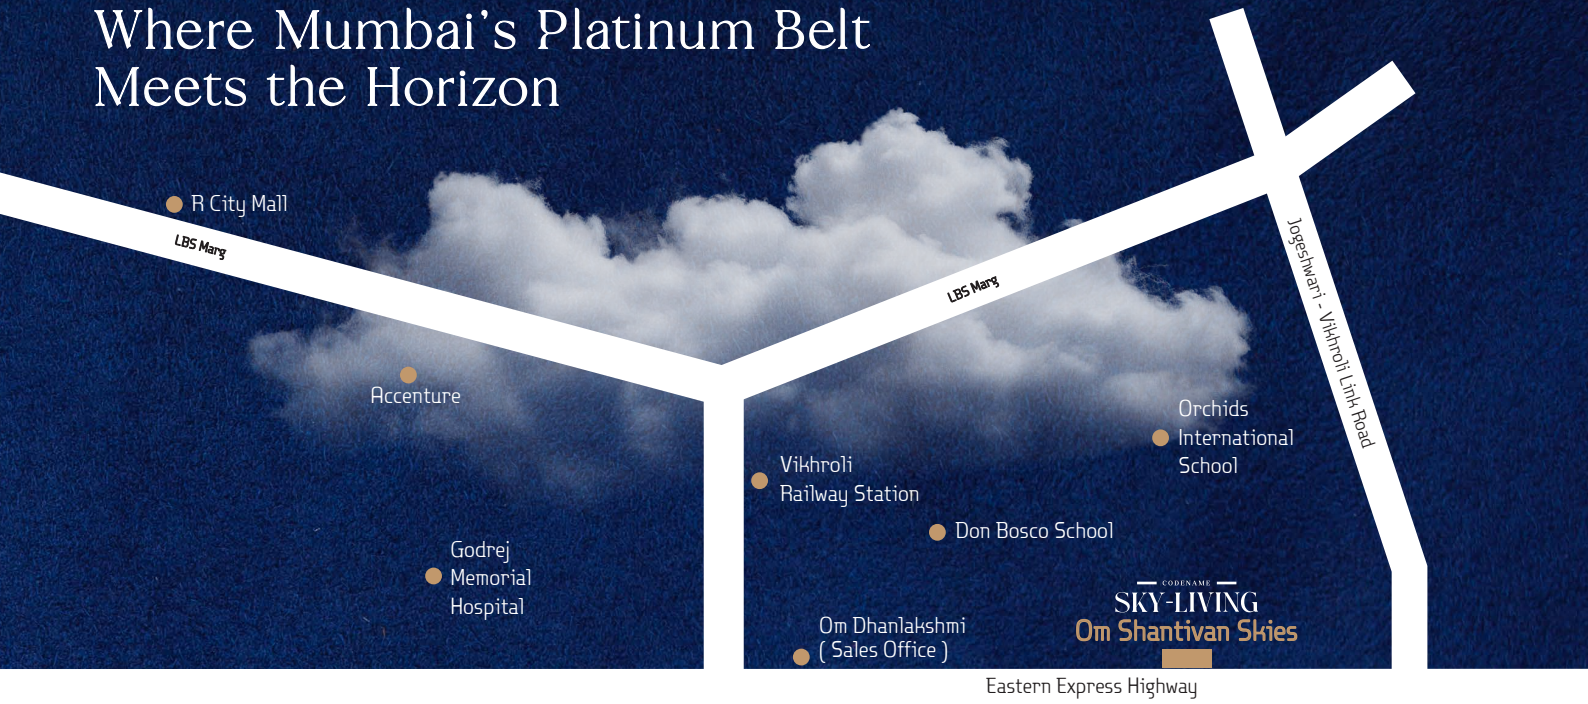 Where Mumbai's Platinum Belt
Meets the Horizon
R City Mall
LBS Marg
LBS Marg
Jogeshwari - Vikhroli Link Road
Accenture
Orchids
International
School
Vikhroli
Railway Station
Don Bosco School
Godrej
Memorial
Hospital
CODENAME
SKY-LIVING
Om Shantivan Skies
Om Dhanlakshmi
( Sales Office )
Eastern Express Highway